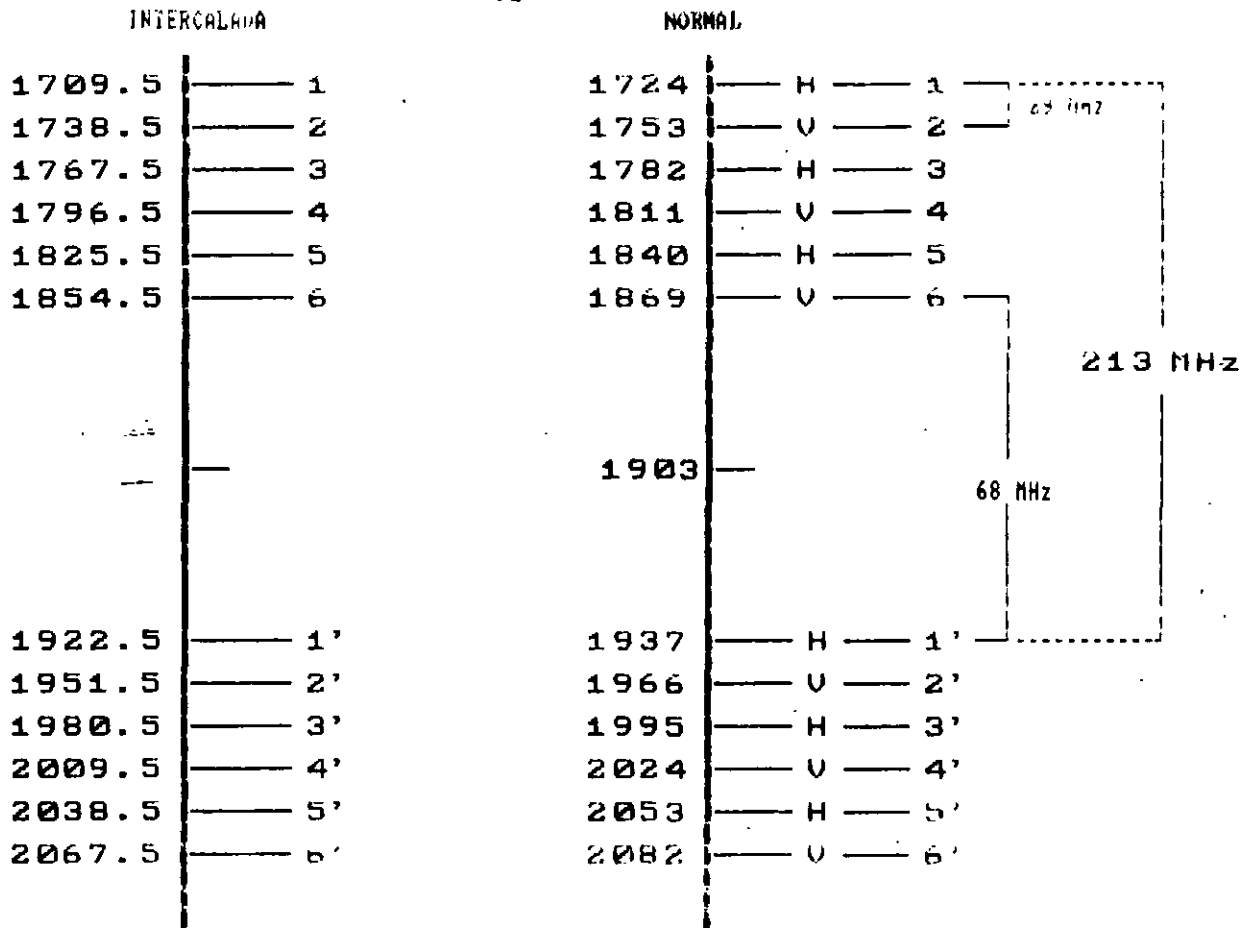 INTERCALADA NORMAL
1709.5 1 1724 H 1
1738.5 2 1753 V 2
1767.5 3 1782 H 3
1796.5 4 1811 V 4
1825.5 5 1840 H 5
1854.5 6 1869 V 6
213 MHz
1903
68 MHz
1922.5 1' 1937 H 1'
1951.5 2' 1966 V 2'
1980.5 3' 1995 H 3'
2009.5 4' 2024 V 4'
2038.5 5' 2053 H 5'
2067.5 6' 2082 V 6'